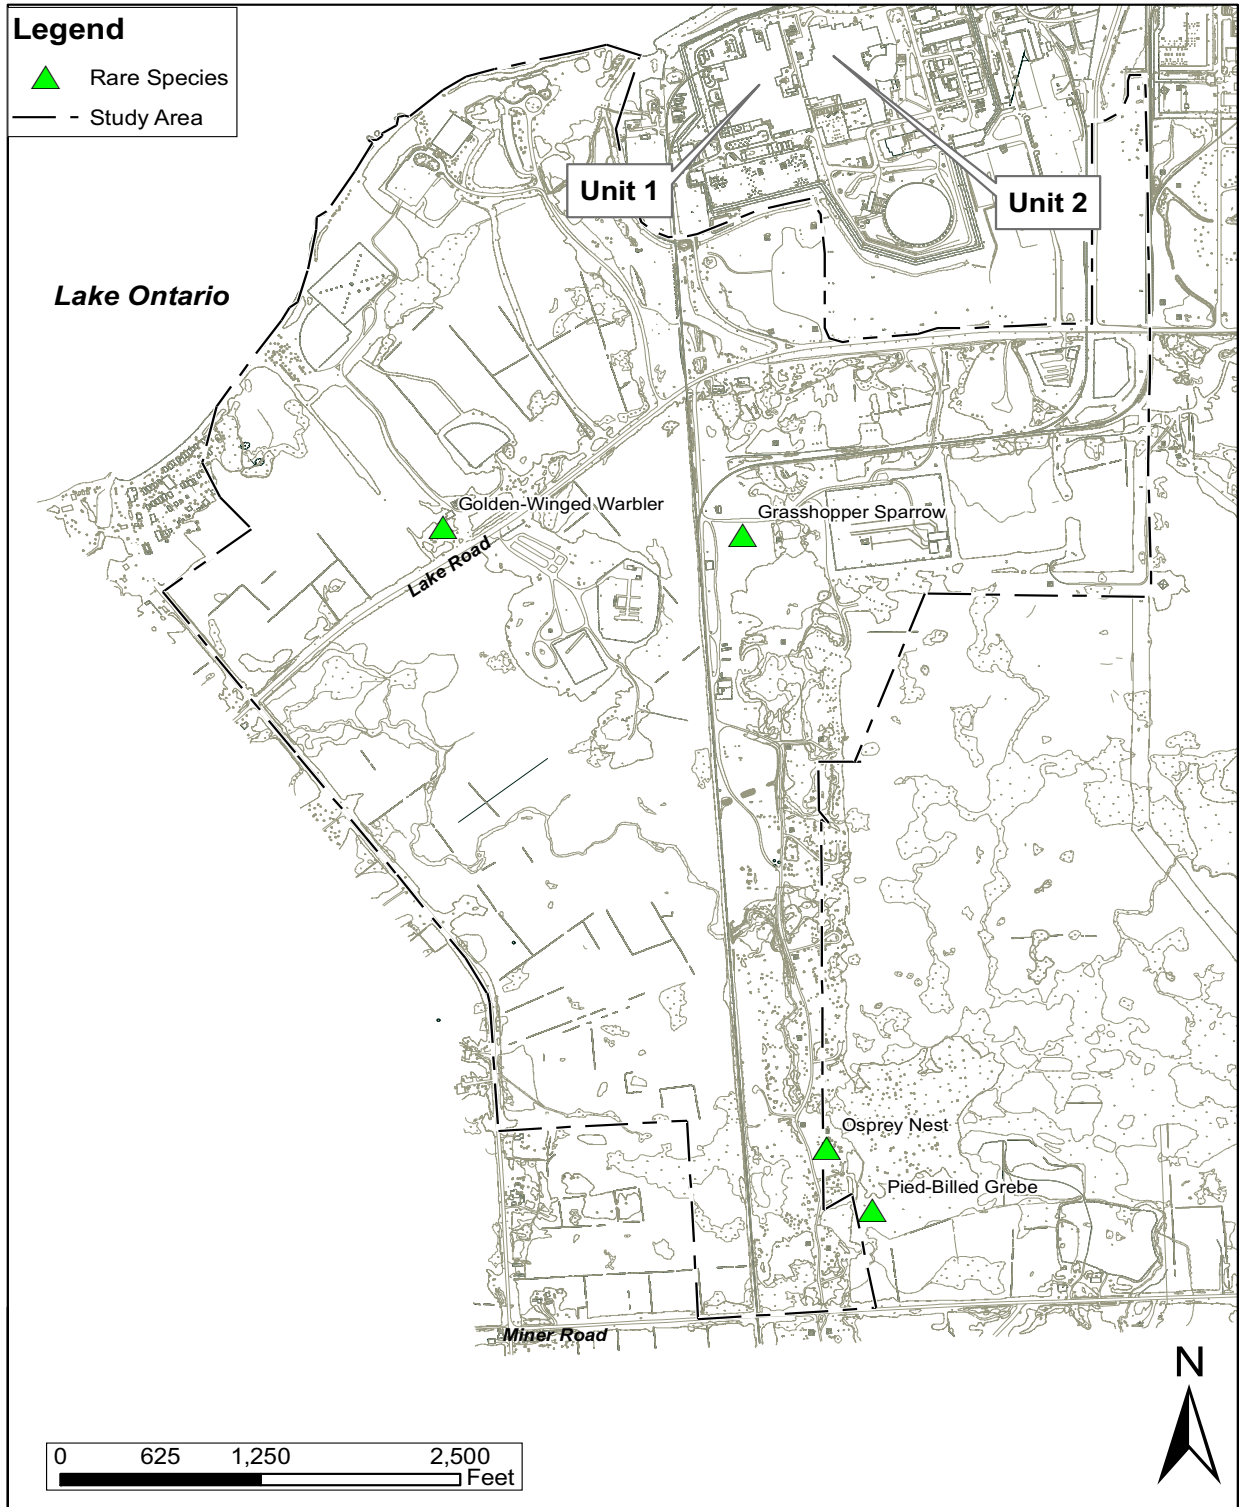 Legend
Rare Species
Study Area
Unit 1
Unit 2
Lake Ontario
Golden-Winged Warbler
Grasshopper Sparrow
Lake Road
Osprey Nest
Pied-Billed Grebe
Miner Road
N
0 625 1,250 2,500
Feet